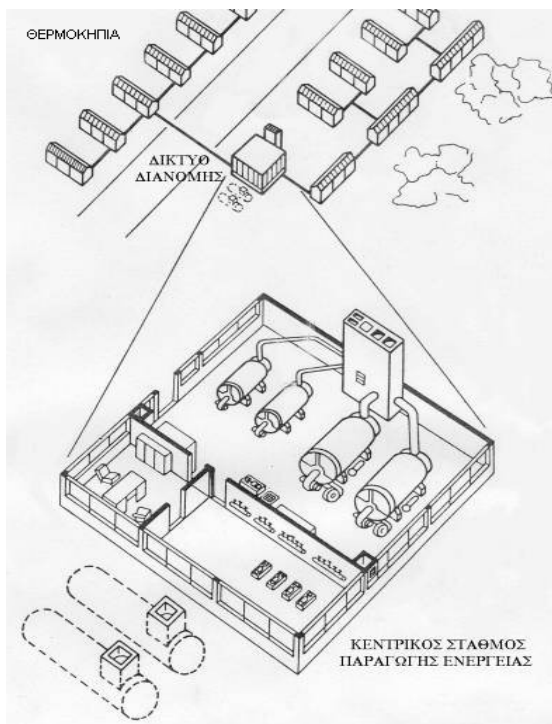 ΘΕΡΜΟΚΗΠΙΑ
ΔΙΚΤΥΟ
ΔΙΑΝΟΜΗΣ
ΚΕΝΤΡΙΚΟΣ ΣΤΑΘΜΟΣ
ΠΑΡΑΓΩΓΗΣ ΕΝΕΡΓΕΙΑΣ